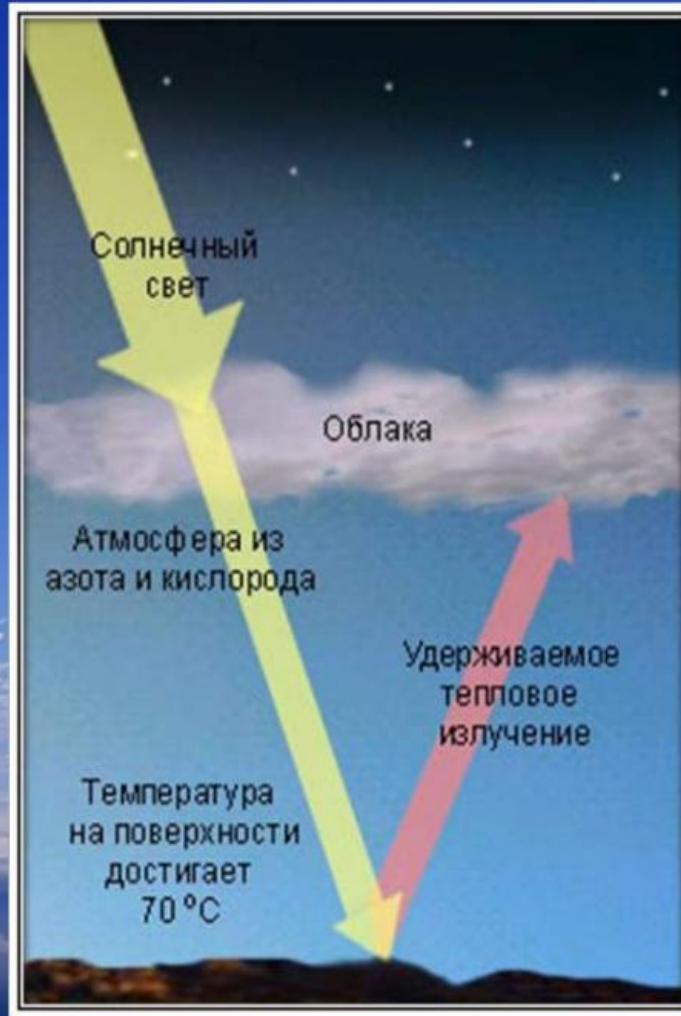 Солнечный
свет
Облака
Атмосфера из
азота и кислорода
Удерживаемое
тепловое
излучение
Температура
на поверхности
достигает
70 °C